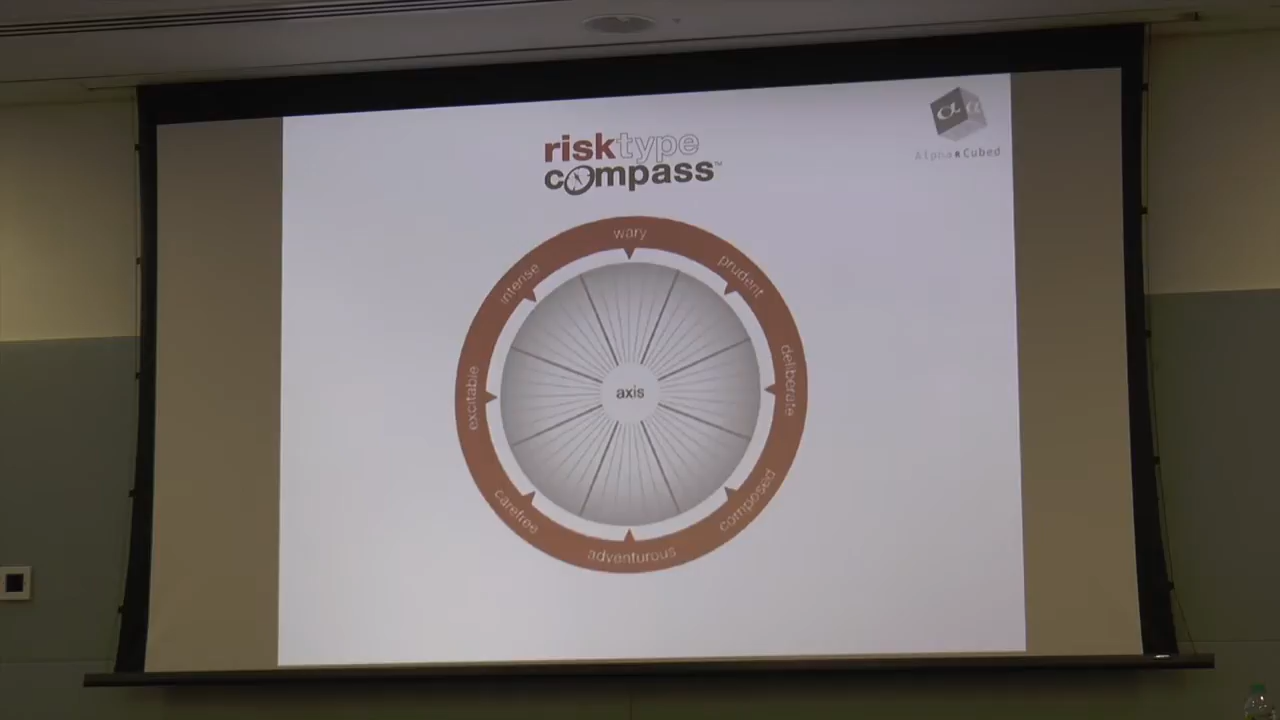 risktype
compass™
Alpha R Cubed
wary
prudent
deliberate
composed
adventurous
carefree
excitable
intense
axis